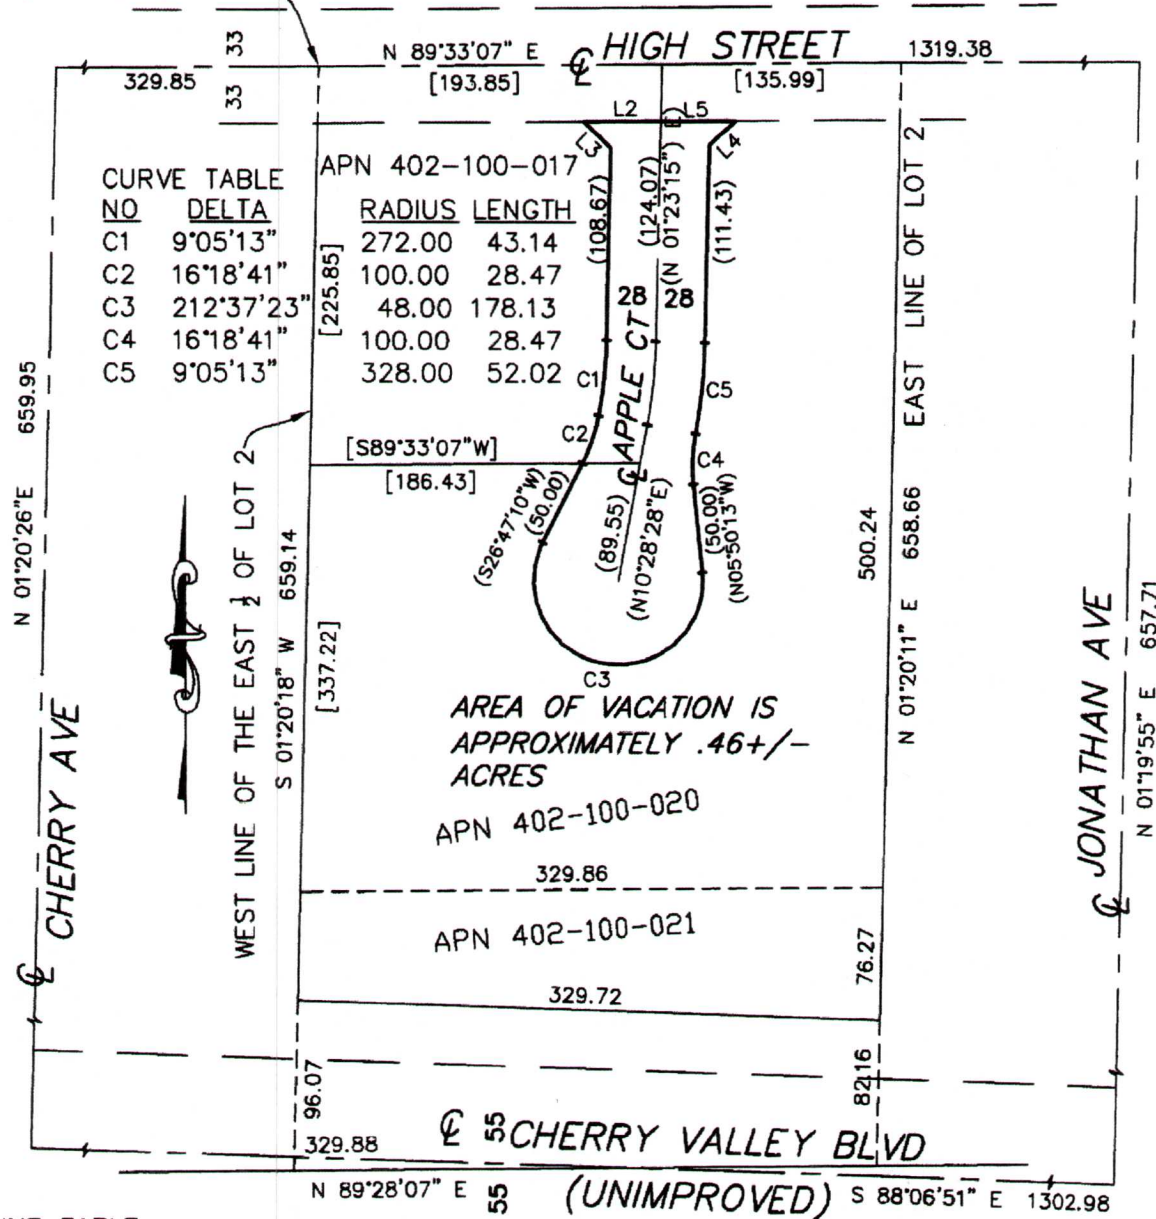 33
N 89°33'07" E
℄ HIGH STREET
1319.38
329.85
[193.85]
[135.99]
33
L2
L5
L3
L4
APN 402-100-017
CURVE TABLE
NO DELTA RADIUS LENGTH
C1 9°05'13" 272.00 43.14
C2 16°18'41" 100.00 28.47
C3 212°37'23" 48.00 178.13
C4 16°18'41" 100.00 28.47
C5 9°05'13" 328.00 52.02
[225.85]
(108.67)
(124.07)
(N 01°23'15" E)
(111.43)
28 28
℄ APPLE CT
C1
C5
C2
C4
EAST LINE OF LOT 2
[S89°33'07"W]
[186.43]
(S26°47'10"W)
(50.00)
(89.55)
(N10°28'28"E)
(50.00)
(N05°50'13"W)
C3
659.95
N 01°20'26"E
WEST LINE OF THE EAST ½ OF LOT 2
S 01°20'18" W 659.14
[337.22]
500.24
N 01°20'11" E 658.66
N 01°19'55" E 657.71
℄ CHERRY AVE
℄ JONATHAN AVE
AREA OF VACATION IS
APPROXIMATELY .46+/-
ACRES
APN 402-100-020
329.86
APN 402-100-021
76.27
329.72
96.07
82.16
329.88
℄ 55 CHERRY VALLEY BLVD
N 89°28'07" E
55
(UNIMPROVED)
S 88°06'51" E 1302.98